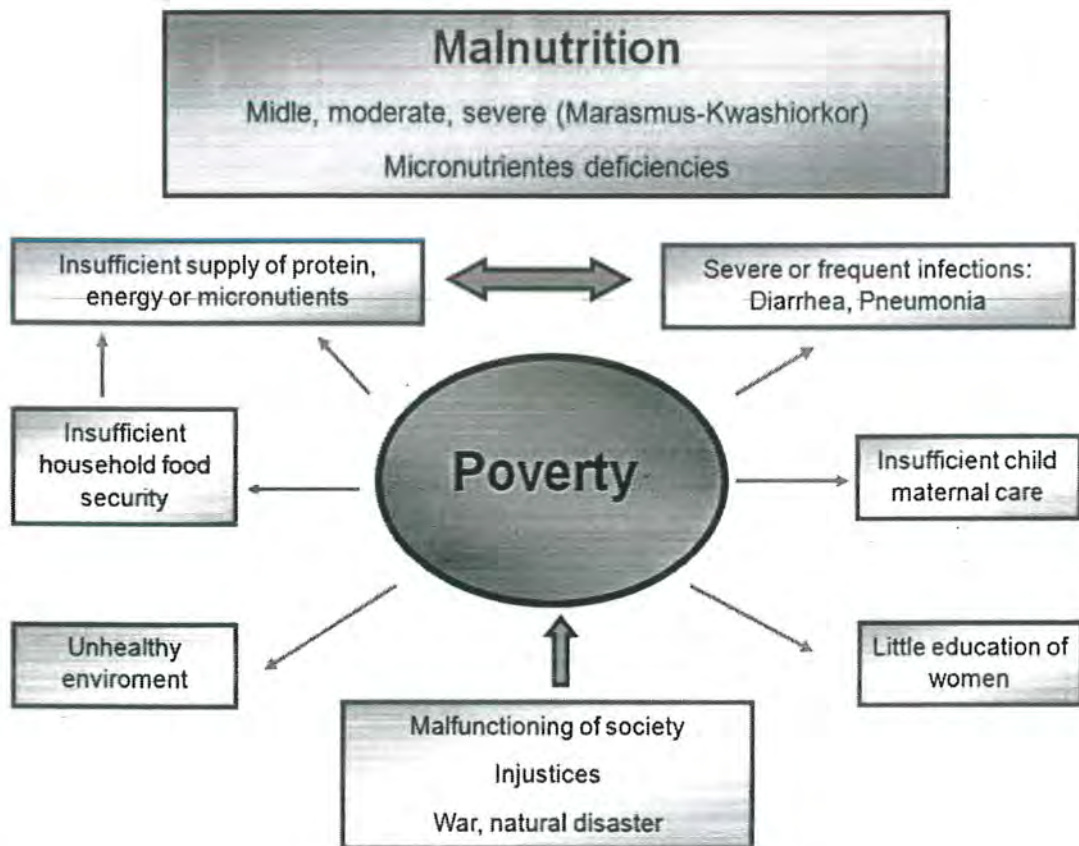 Malnutrition
Midle, moderate, severe (Marasmus-Kwashiorkor)
Micronutrientes deficiencies
Insufficient supply of protein,
energy or micronutients
Severe or frequent infections:
Diarrhea, Pneumonia
Insufficient
household food
security
Poverty
Insufficient child
maternal care
Unhealthy
enviroment
Little education of
women
Malfunctioning of society
Injustices
War, natural disaster